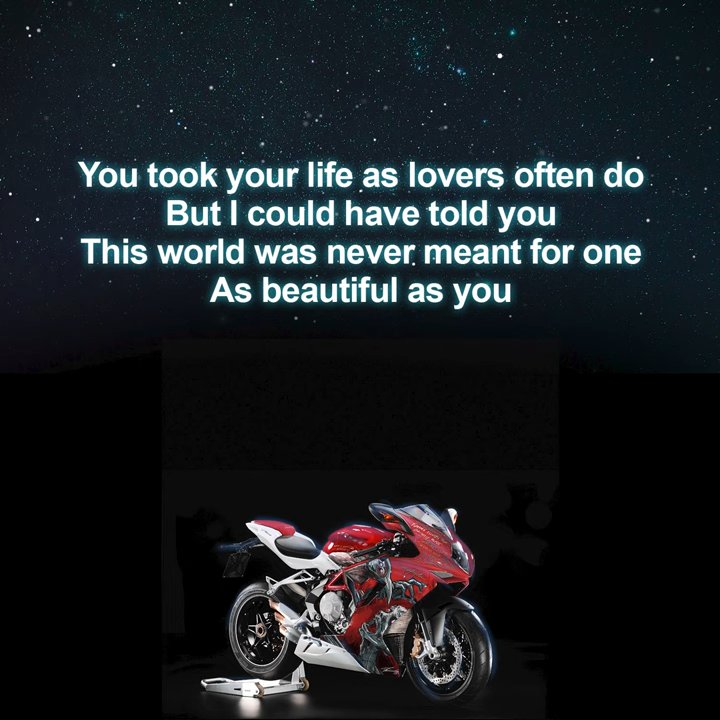 You took your life as lovers often do
But I could have told you
This world was never meant for one
As beautiful as you